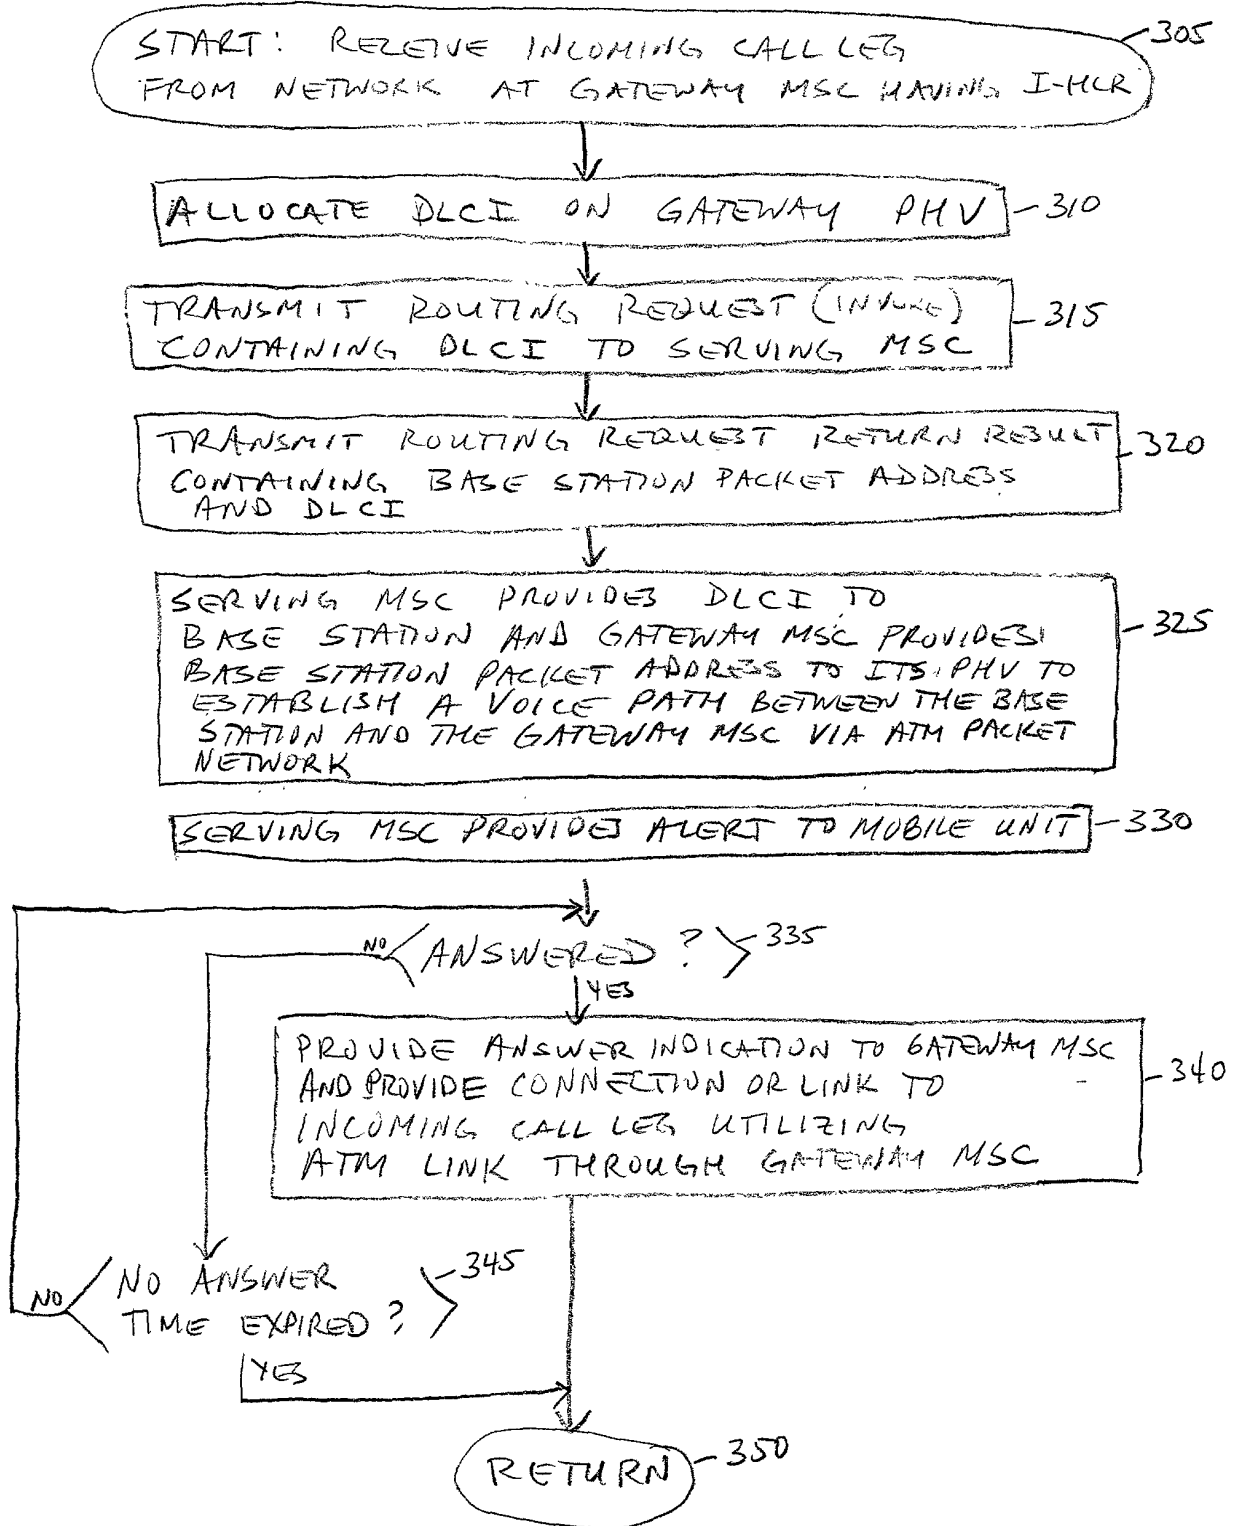 START: RECEIVE INCOMING CALL LEG
FROM NETWORK AT GATEWAY MSC HAVING I-HLR
305
ALLOCATE DLCI ON GATEWAY PHV
310
TRANSMIT ROUTING REQUEST (INVOKE)
CONTAINING DLCI TO SERVING MSC
315
TRANSMIT ROUTING REQUEST RETURN RESULT
CONTAINING BASE STATION PACKET ADDRESS
AND DLCI
320
SERVING MSC PROVIDES DLCI TO
BASE STATION AND GATEWAY MSC PROVIDES
BASE STATION PACKET ADDRESS TO ITS PHV TO
ESTABLISH A VOICE PATH BETWEEN THE BASE
STATION AND THE GATEWAY MSC VIA ATM PACKET
NETWORK
325
SERVING MSC PROVIDES ALERT TO MOBILE UNIT
330
NO
ANSWERED ?
335
YES
PROVIDE ANSWER INDICATION TO GATEWAY MSC
AND PROVIDE CONNECTION OR LINK TO
INCOMING CALL LEG UTILIZING
ATM LINK THROUGH GATEWAY MSC
340
NO
NO ANSWER
TIME EXPIRED ?
345
YES
RETURN
350